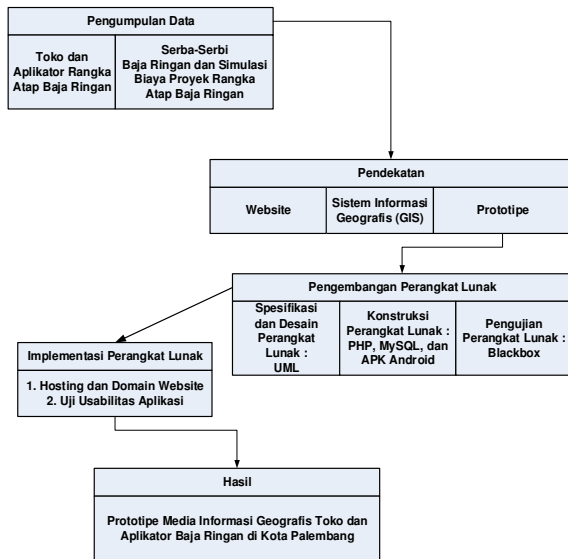 Pengumpulan Data
Toko dan
Aplikator Rangka
Atap Baja Ringan
Serba-Serbi
Baja Ringan dan Simulasi
Biaya Proyek Rangka
Atap Baja Ringan
Pendekatan
Website
Sistem Informasi
Geografis (GIS)
Prototipe
Pengembangan Perangkat Lunak
Spesifikasi
dan Desain
Perangkat
Lunak :
UML
Konstruksi
Perangkat Lunak :
PHP, MySQL, dan
APK Android
Pengujian
Perangkat Lunak :
Blackbox
Implementasi Perangkat Lunak
1. Hosting dan Domain Website
2. Uji Usabilitas Aplikasi
Hasil
Prototipe Media Informasi Geografis Toko dan
Aplikator Baja Ringan di Kota Palembang